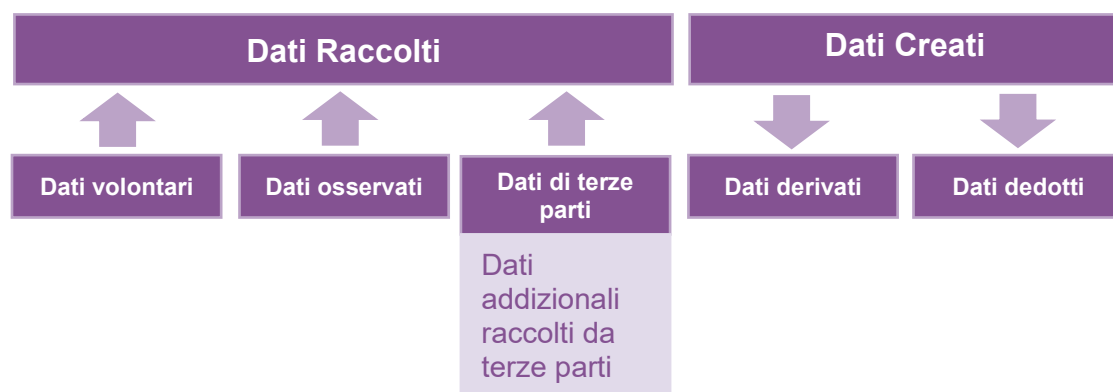 Dati Raccolti
Dati Creati
Dati volontari
Dati osservati
Dati di terze
parti
Dati derivati
Dati dedotti
Dati
addizionali
raccolti da
terze parti